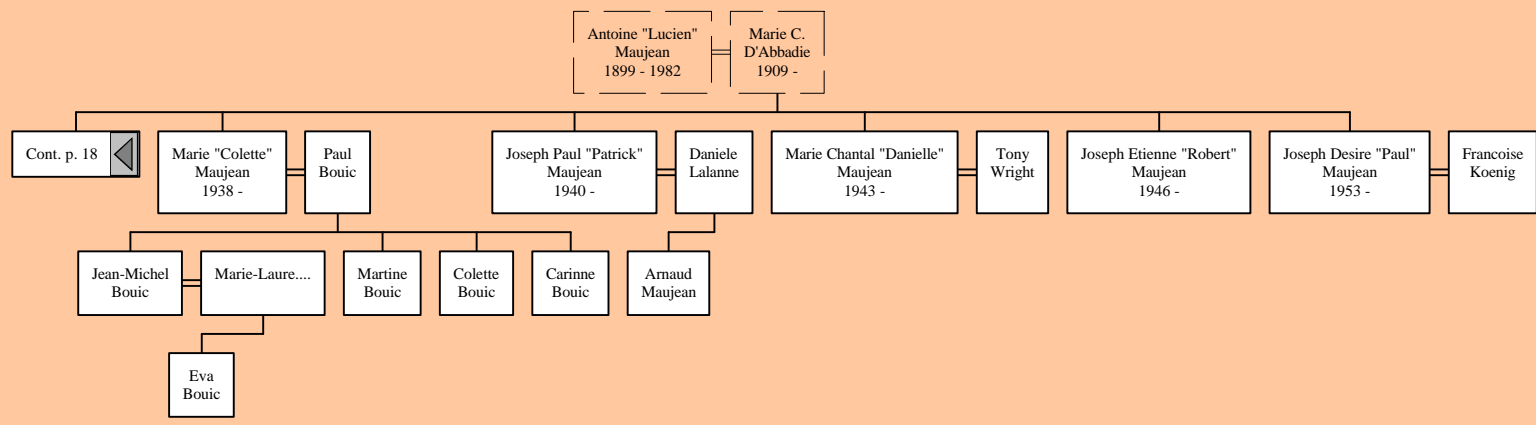 Antoine "Lucien"
Maujean
1899 - 1982
Marie C.
D'Abbadie
1909 -
Cont. p. 18
Marie "Colette"
Maujean
1938 -
Paul
Bouic
Joseph Paul "Patrick"
Maujean
1940 -
Daniele
Lalanne
Marie Chantal "Danielle"
Maujean
1943 -
Tony
Wright
Joseph Etienne "Robert"
Maujean
1946 -
Joseph Desire "Paul"
Maujean
1953 -
Francoise
Koenig
Jean-Michel
Bouic
Marie-Laure....
Martine
Bouic
Colette
Bouic
Carinne
Bouic
Arnaud
Maujean
Eva
Bouic